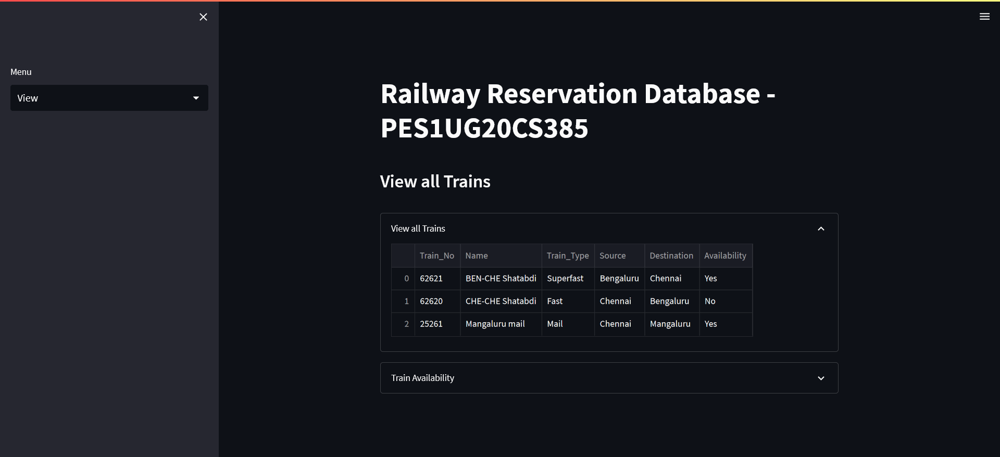 Menu
View
Railway Reservation Database -
PES1UG20CS385
View all Trains
View all Trains
Train_No Name Train_Type Source Destination Availability
0 62621 BEN-CHE Shatabdi Superfast Bengaluru Chennai Yes
1 62620 CHE-CHE Shatabdi Fast Chennai Bengaluru No
2 25261 Mangaluru mail Mail Chennai Mangaluru Yes
Train Availability